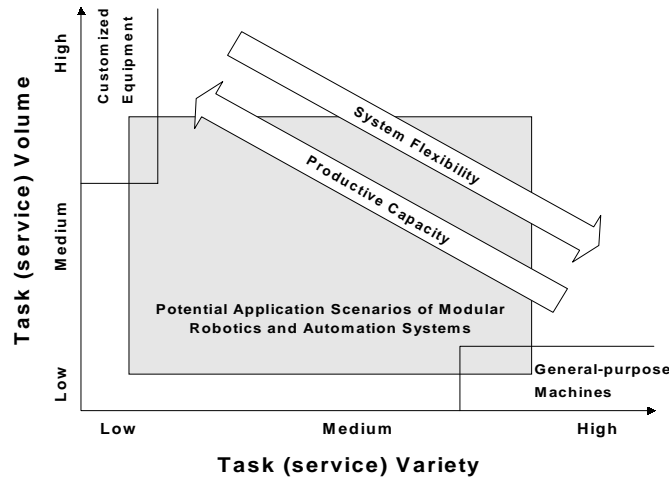 Task (service) Volume
High
Medium
Low
Customized
Equipment
System Flexibility
Productive Capacity
Potential Application Scenarios of Modular
Robotics and Automation Systems
General-purpose
Machines
Low
Medium
High
Task (service) Variety